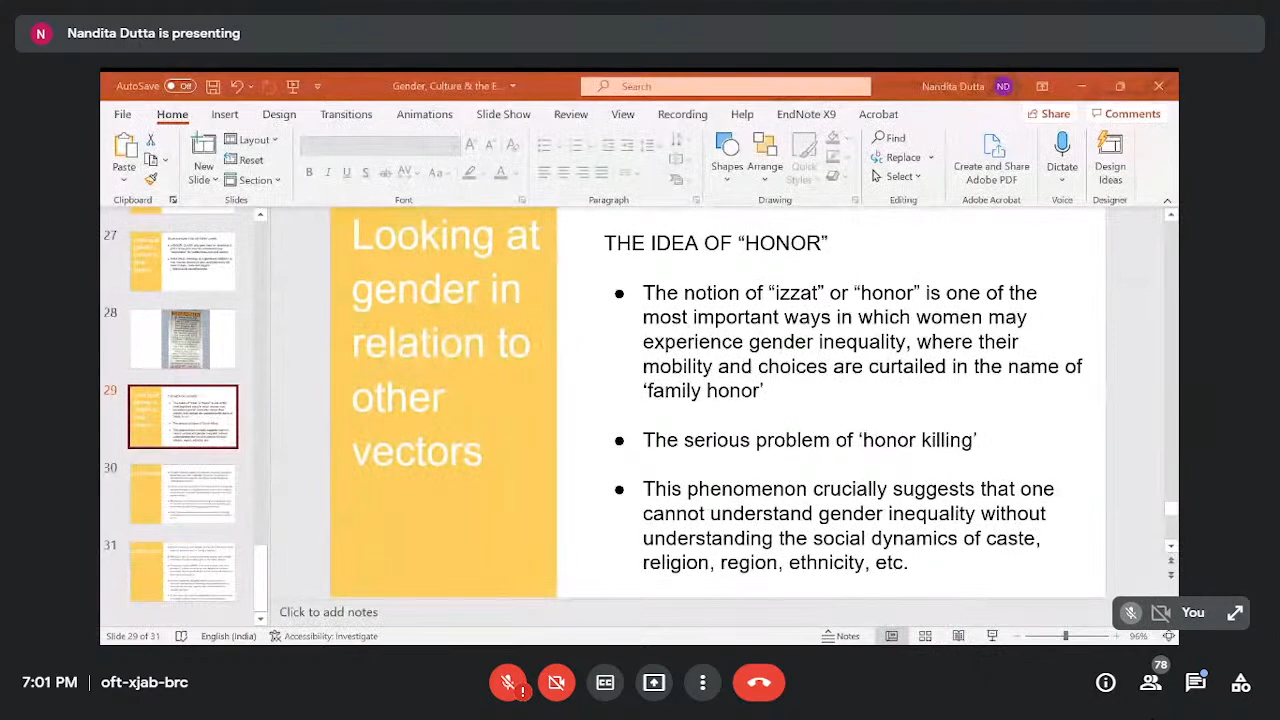 N Nandita Dutta is presenting
AutoSave Off Gender, Culture & the E... Search Nandita Dutta ND
File Home Insert Design Transitions Animations Slide Show Review View Recording Help EndNote X9 Acrobat Share Comments
Paste
New
Slide
Layout
Reset
Section
Shapes Arrange Quick
Styles
Find
Replace
Select
Create and Share
Adobe PDF
Dictate
Design
Ideas
Clipboard Slides Font Paragraph Drawing Editing Adobe Acrobat Voice Designer
27
28
29
30
31
Looking at
gender in
relation to
other
vectors
THE IDEA OF “HONOR”
● The notion of “izzat” or “honor” is one of the
most important ways in which women may
experience gender inequality, where their
mobility and choices are curtailed in the name of
‘family honor’
● The serious problem of ‘honor killing’
● This phenomenon crucially suggests that one
cannot understand gender inequality without
understanding the social dynamics of caste
religion, region, ethnicity, etc.
Click to add notes
Slide 29 of 31 English (India) Accessibility: Investigate Notes 96%
You
7:01 PM | oft-xjab-brc
78